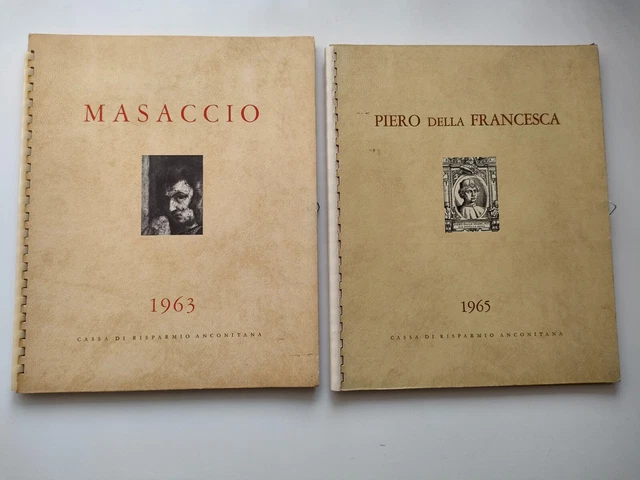 MASACCIO
1963
CASSA DI RISPARMIO ANCONITANA
PIERO DELLA FRANCESCA
1965
CASSA DI RISPARMIO ANCONITANA